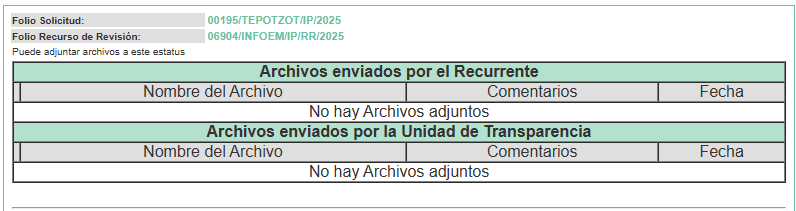 Folio Solicitud: 00195/TEPOTZOT/IP/2025
Folio Recurso de Revisión: 06904/INFOEM/IP/RR/2025
Puede adjuntar archivos a este estatus
Archivos enviados por el Recurrente
Nombre del Archivo Comentarios Fecha
No hay Archivos adjuntos
Archivos enviados por la Unidad de Transparencia
Nombre del Archivo Comentarios Fecha
No hay Archivos adjuntos